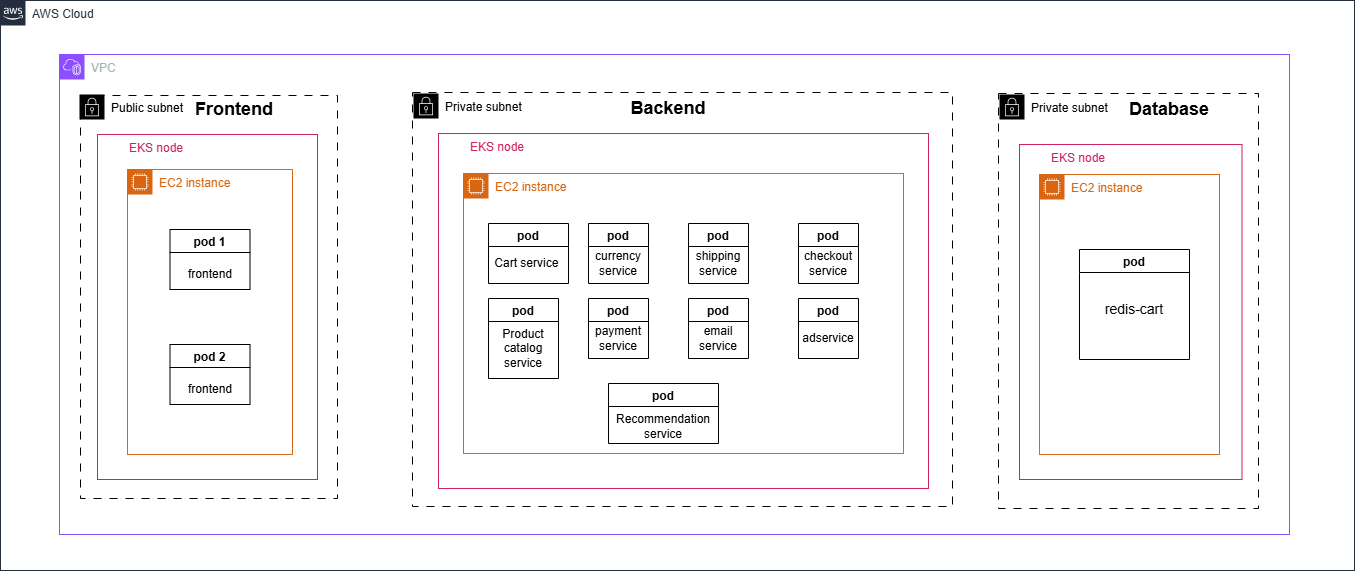 aws
AWS Cloud
VPC
Public subnet
Frontend
EKS node
EC2 instance
pod 1
frontend
pod 2
frontend
Private subnet
Backend
EKS node
EC2 instance
pod
Cart service
pod
currency
service
pod
shipping
service
pod
checkout
service
pod
Product
catalog
service
pod
payment
service
pod
email
service
pod
adservice
pod
Recommendation
service
Private subnet
Database
EKS node
EC2 instance
pod
redis-cart